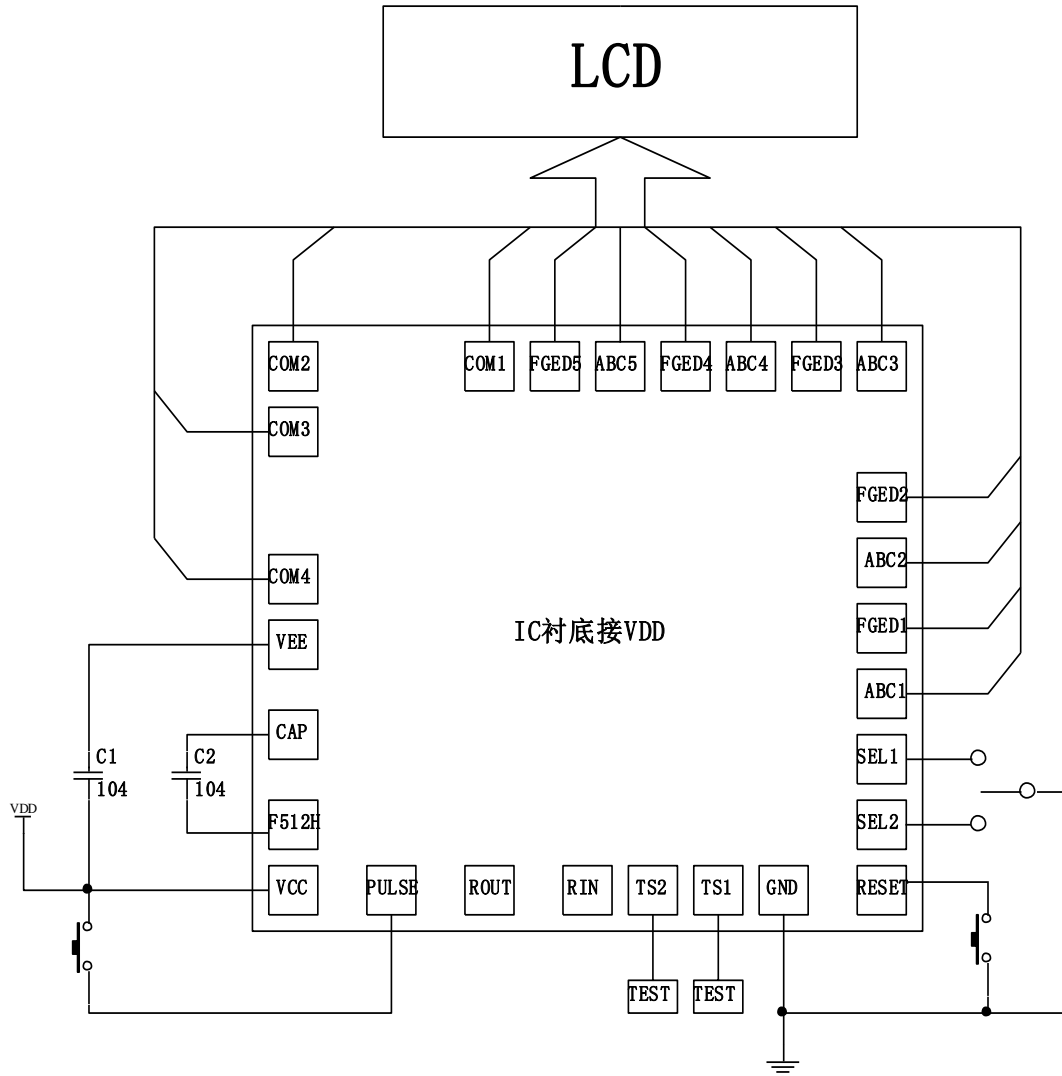 LCD
COM2 COM1 FGED5 ABC5 FGED4 ABC4 FGED3 ABC3
COM3
FGED2
ABC2
COM4
FGED1
IC衬底接VDD
VEE
ABC1
CAP
SEL1
C1 C2
104 104
VDD
F512H
SEL2
VCC PULSE ROUT RIN TS2 TS1 GND RESET
TEST TEST